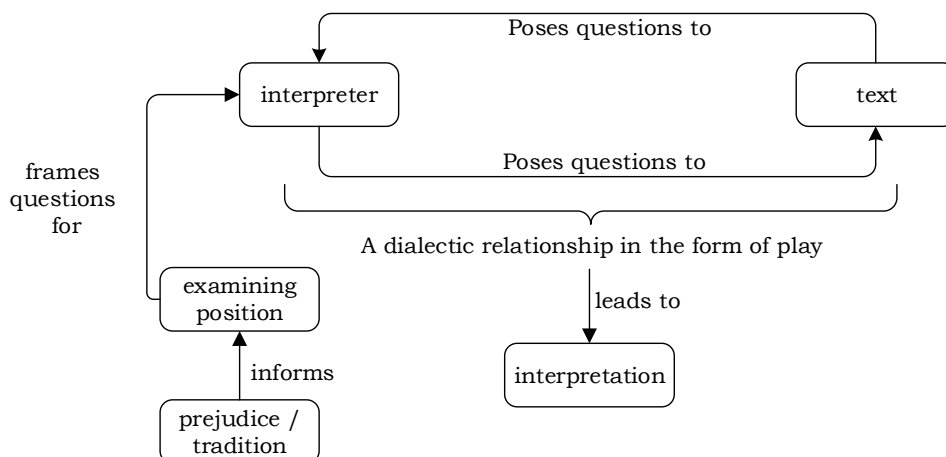 Poses questions to
interpreter
text
Poses questions to
frames
questions
for
A dialectic relationship in the form of play
examining
position
leads to
informs
interpretation
prejudice /
tradition